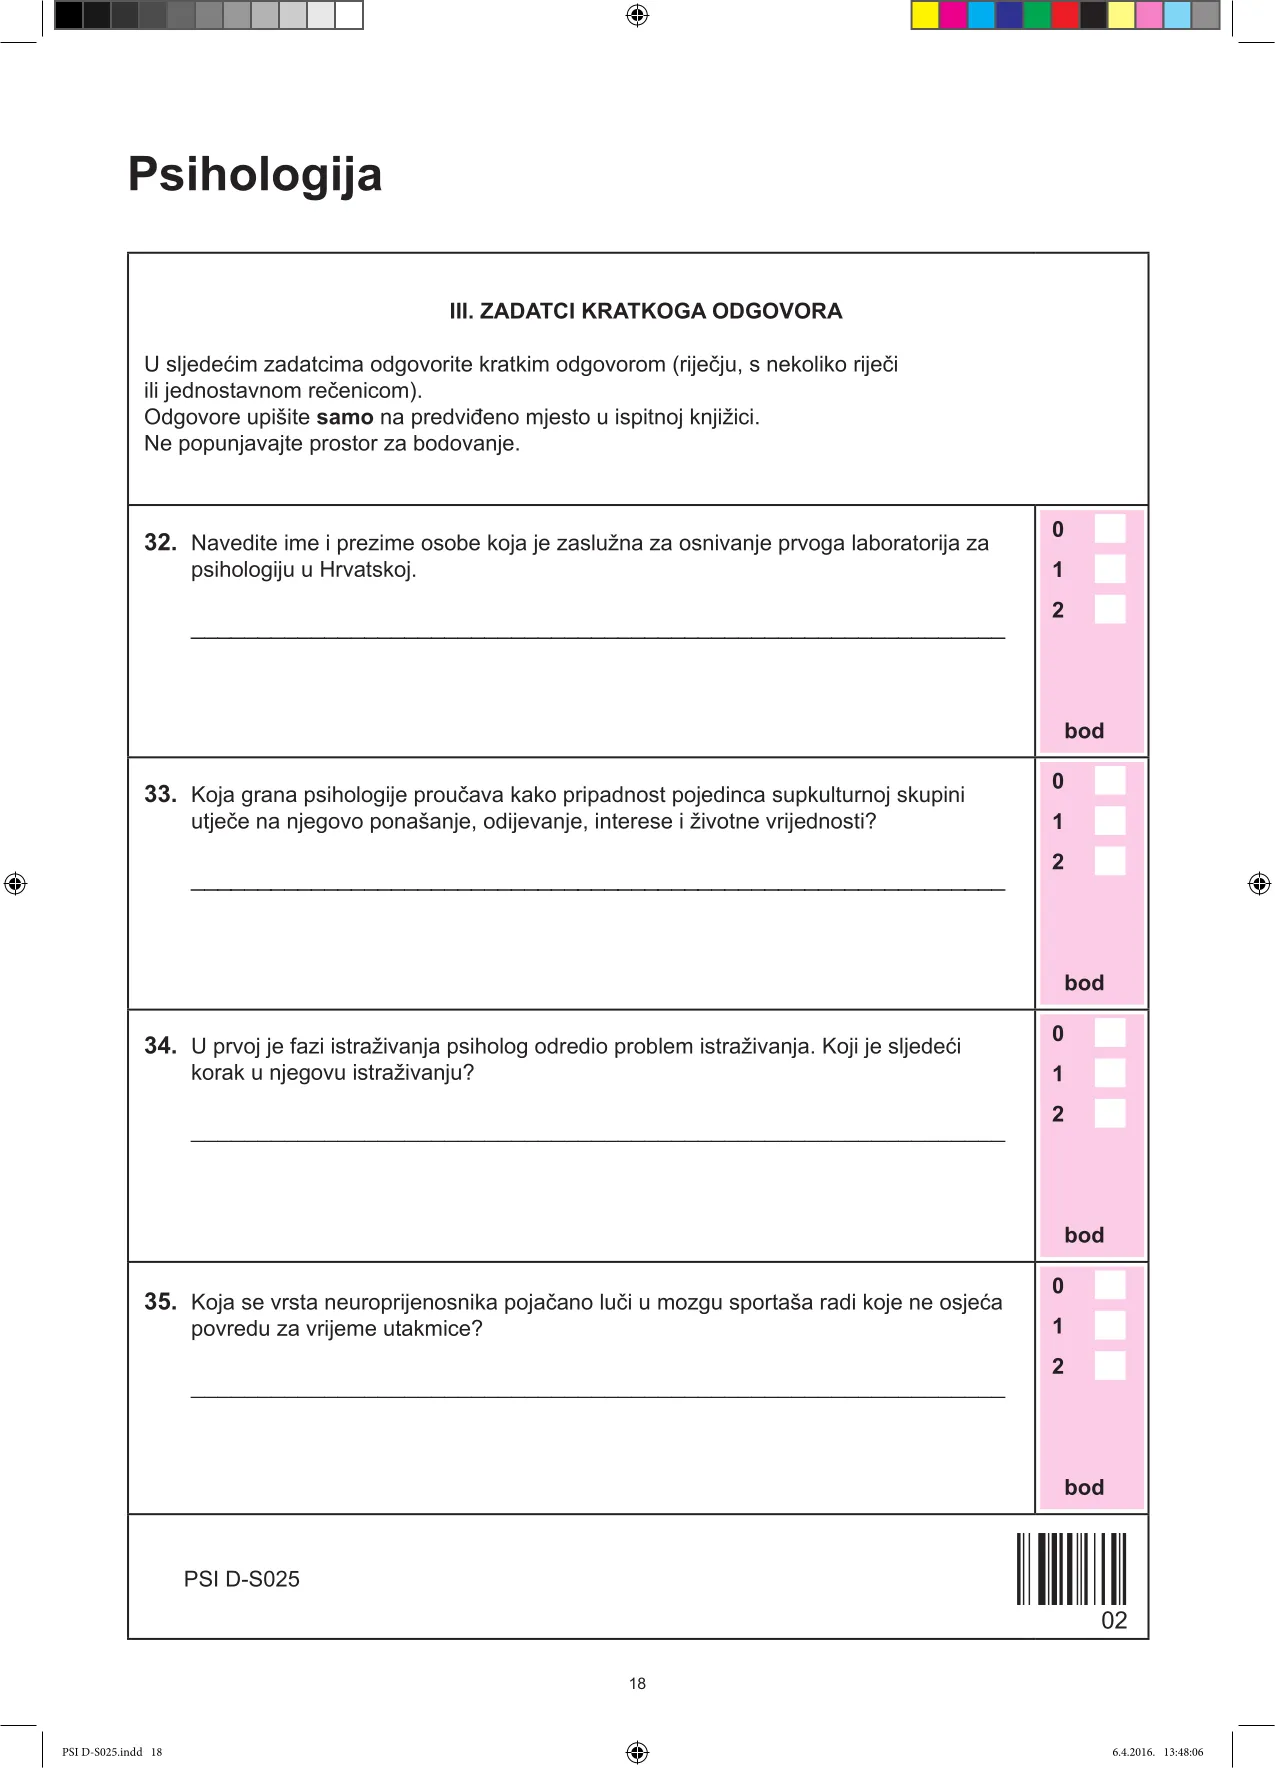 Psihologija
III. ZADATCI KRATKOGA ODGOVORA
U sljedećim zadatcima odgovorite kratkim odgovorom (riječju, s nekoliko riječi
ili jednostavnom rečenicom).
Odgovore upišite samo na predviđeno mjesto u ispitnoj knjižici.
Ne popunjavajte prostor za bodovanje.
32. Navedite ime i prezime osobe koja je zaslužna za osnivanje prvoga laboratorija za
psihologiju u Hrvatskoj.
0
1
2
bod
33. Koja grana psihologije proučava kako pripadnost pojedinca supkulturnoj skupini
utječe na njegovo ponašanje, odijevanje, interese i životne vrijednosti?
0
1
2
bod
34. U prvoj je fazi istraživanja psiholog odredio problem istraživanja. Koji je sljedeći
korak u njegovu istraživanju?
0
1
2
bod
35. Koja se vrsta neuroprijenosnika pojačano luči u mozgu sportaša radi koje ne osjeća
povredu za vrijeme utakmice?
0
1
2
bod
PSI D-S025
02
18
PSI D-S025.indd 18
6.4.2016. 13:48:06